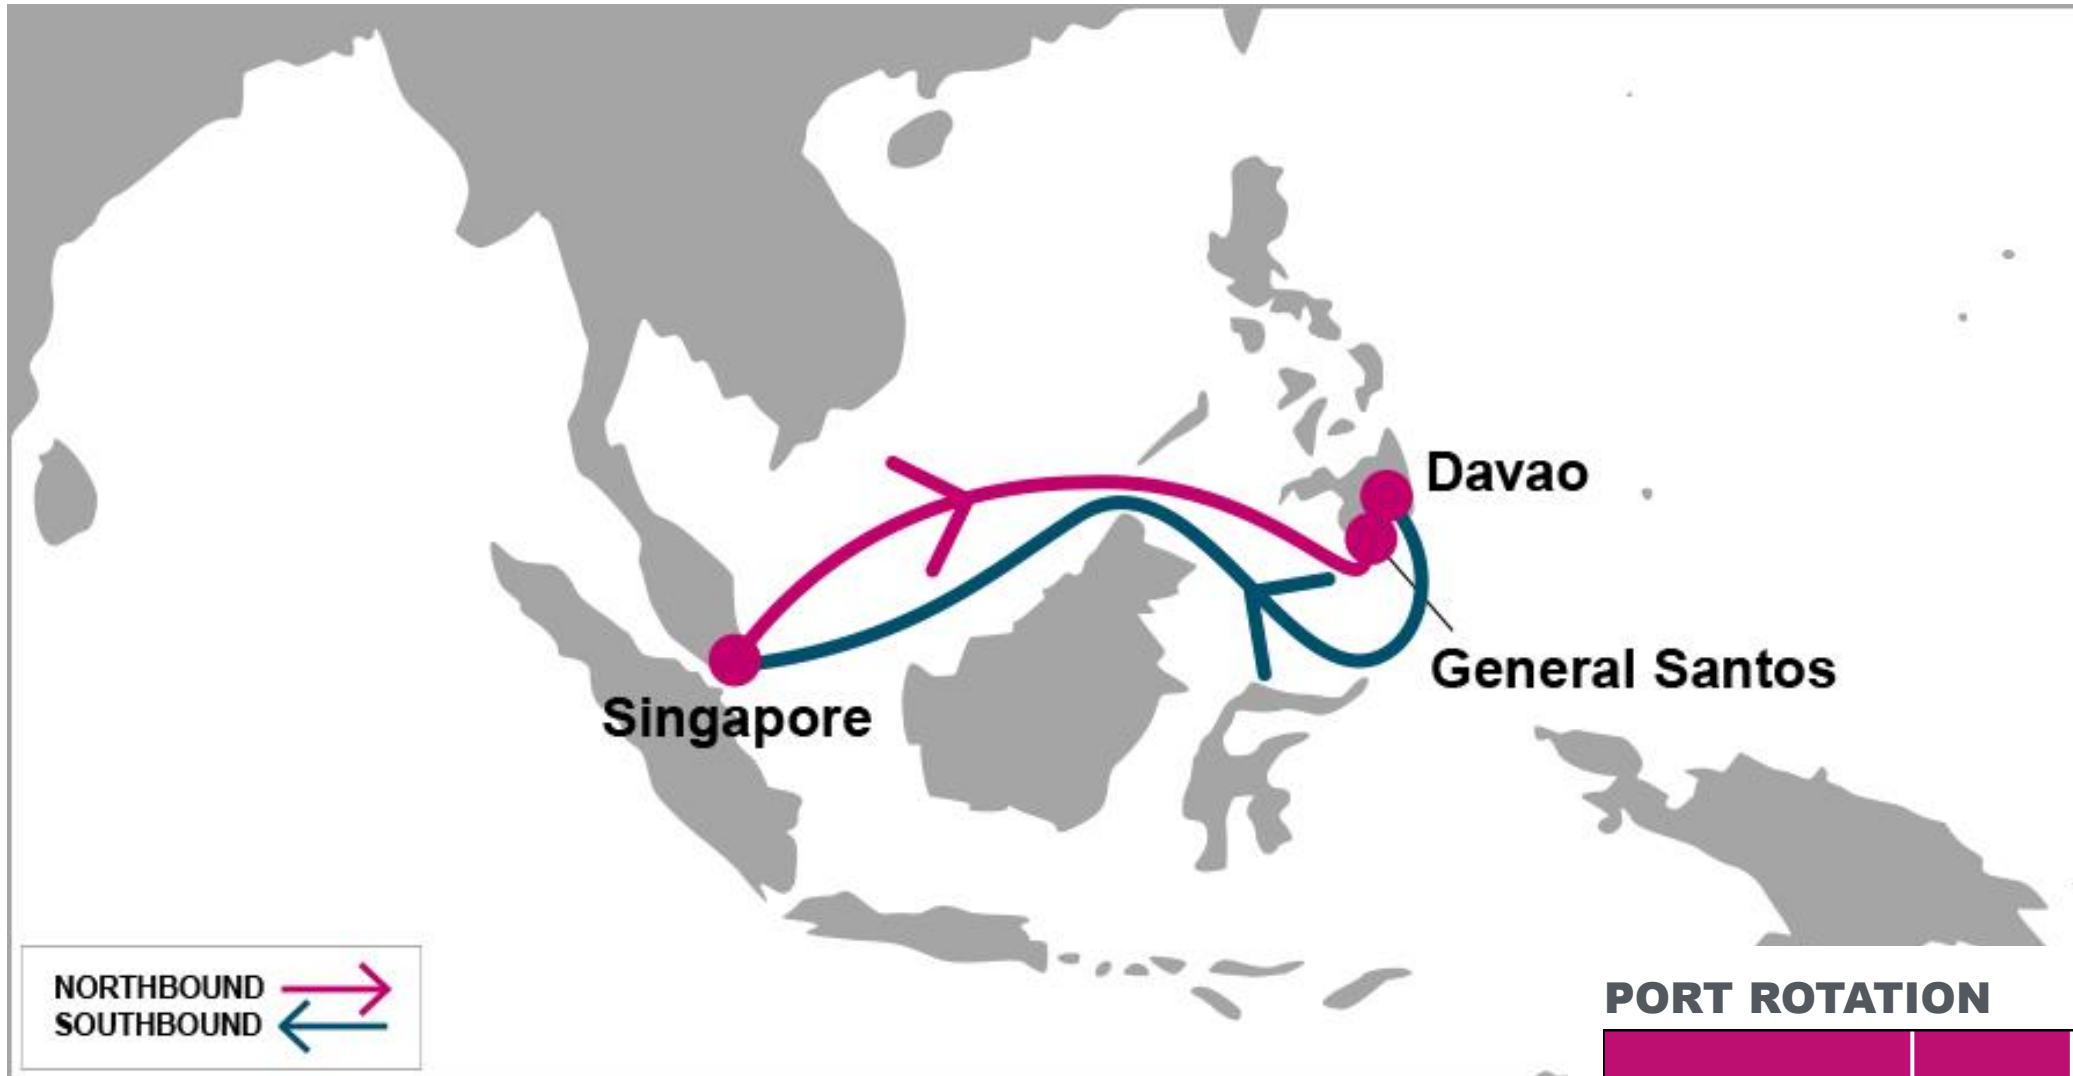 Davao
General Santos
Singapore
NORTHBOUND
SOUTHBOUND
PORT ROTATION